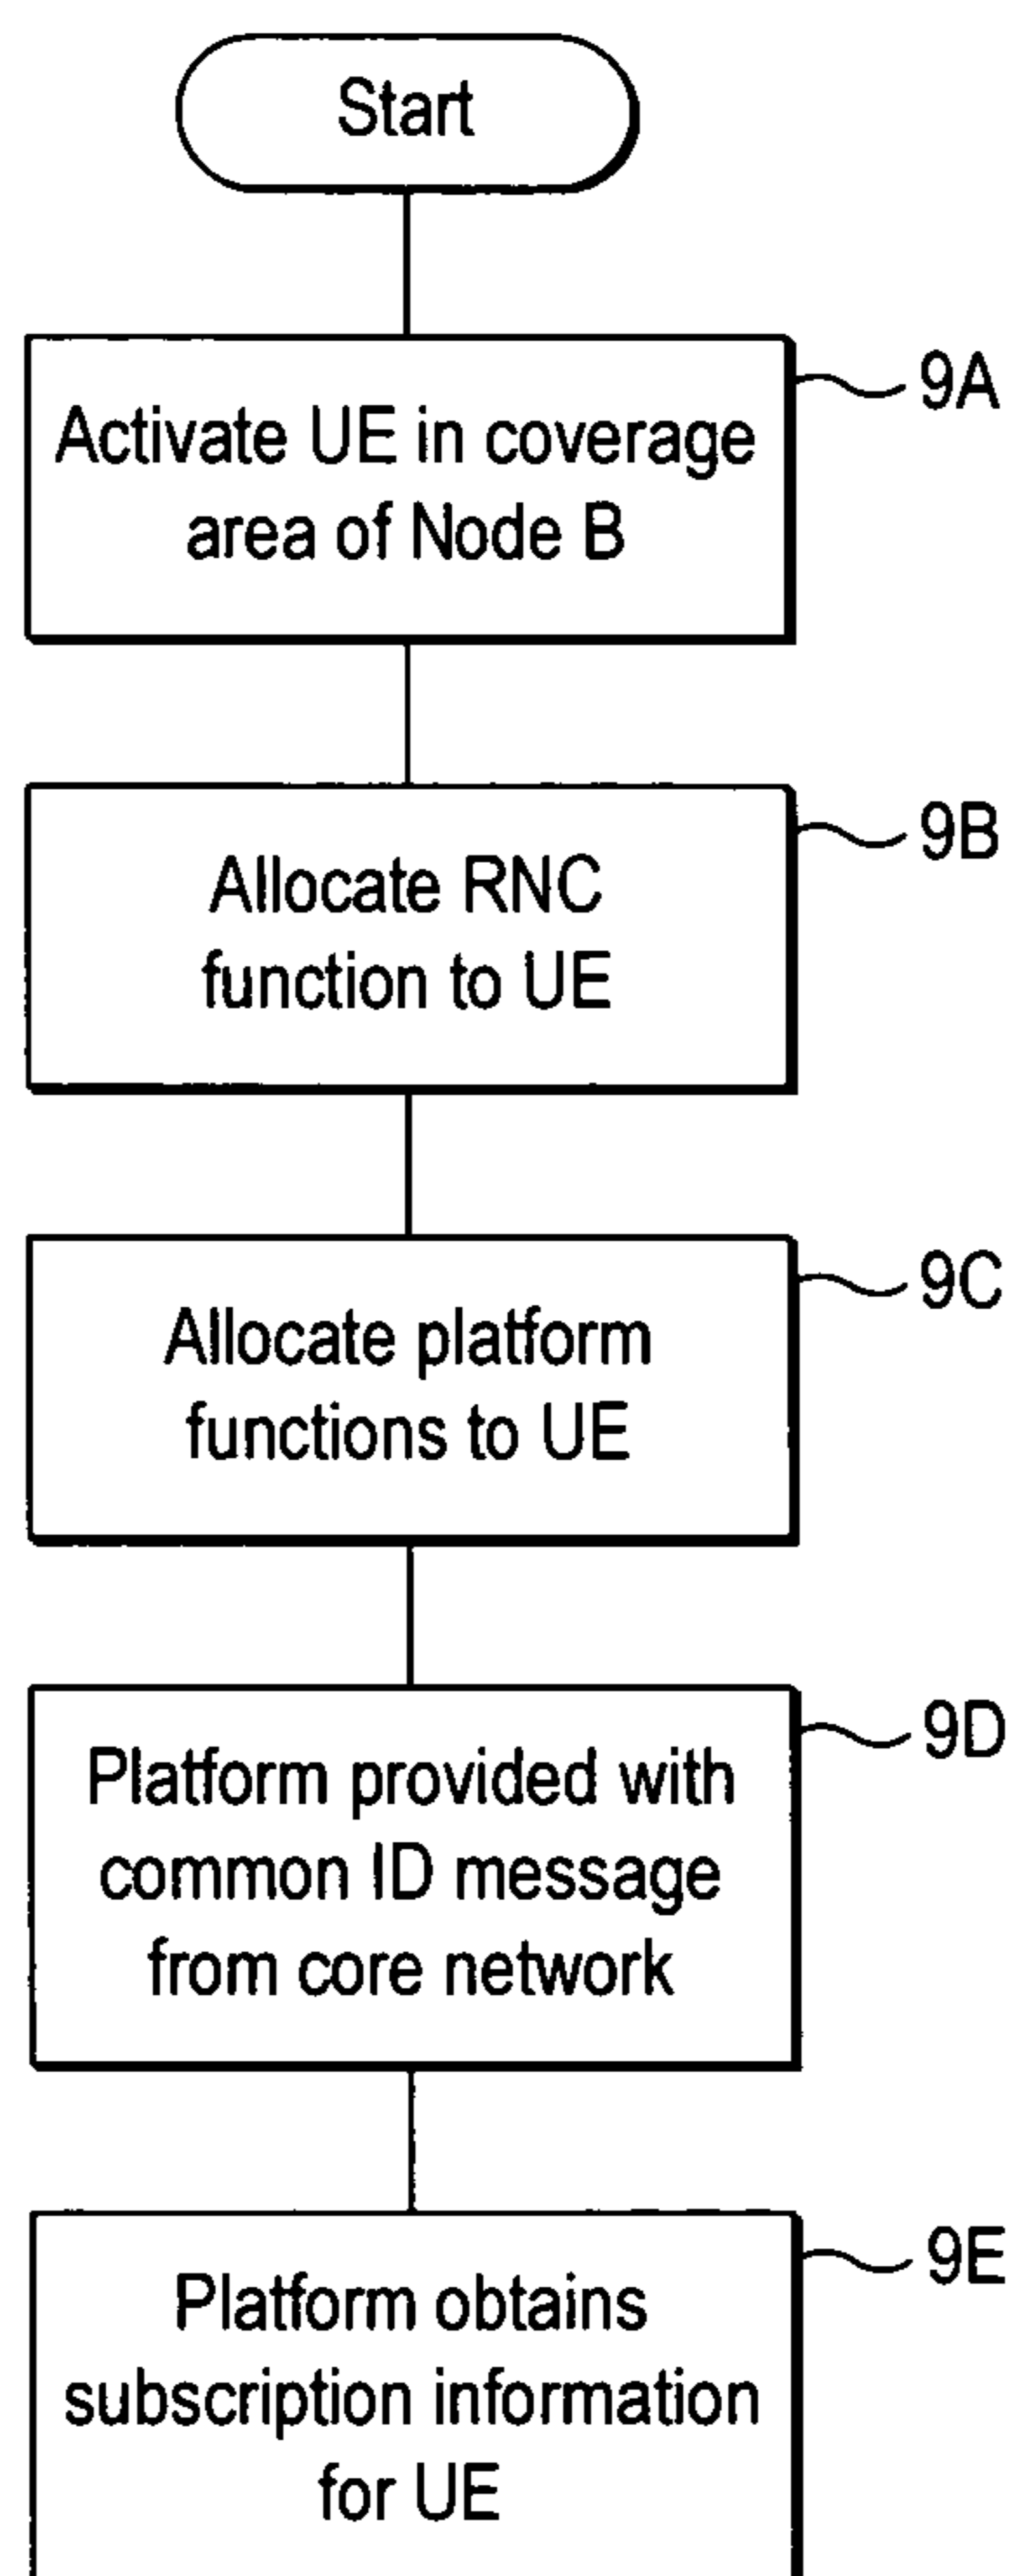 Start
9A
Activate UE in coverage
area of Node B
9B
Allocate RNC
function to UE
9C
Allocate platform
functions to UE
9D
Platform provided with
common ID message
from core network
9E
Platform obtains
subscription information
for UE